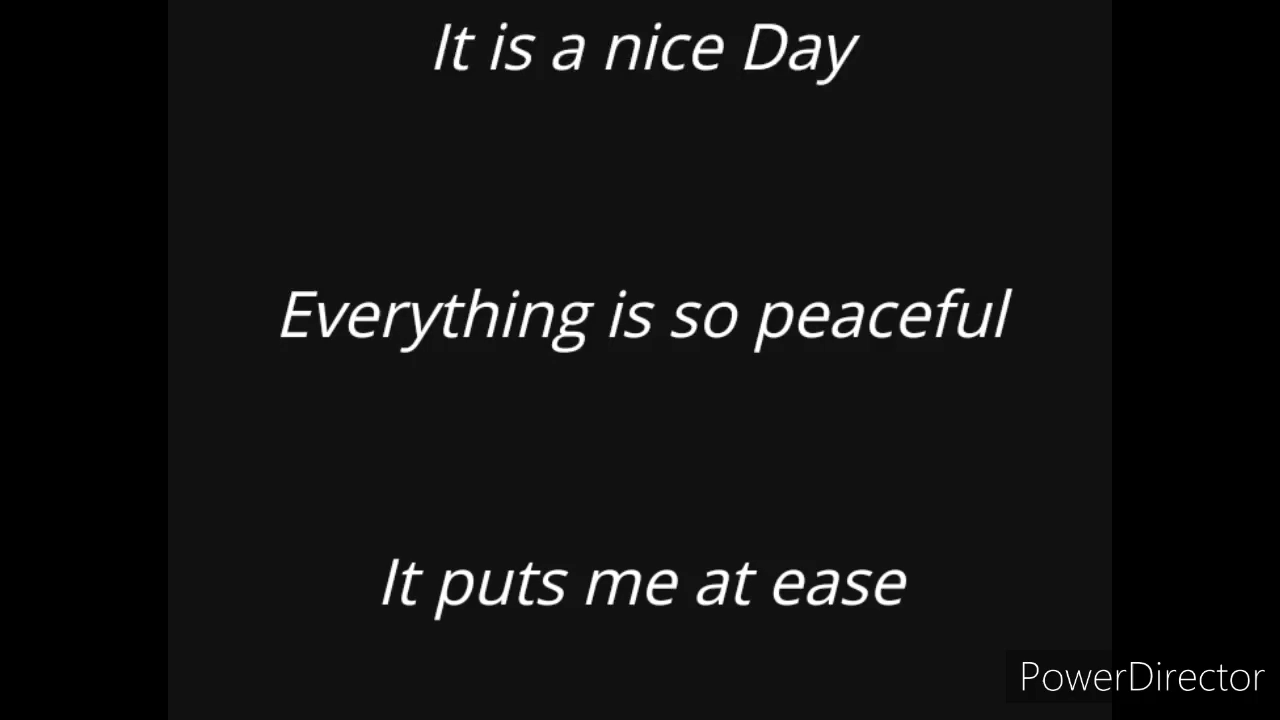 It is a nice Day
Everything is so peaceful
It puts me at ease
PowerDirector